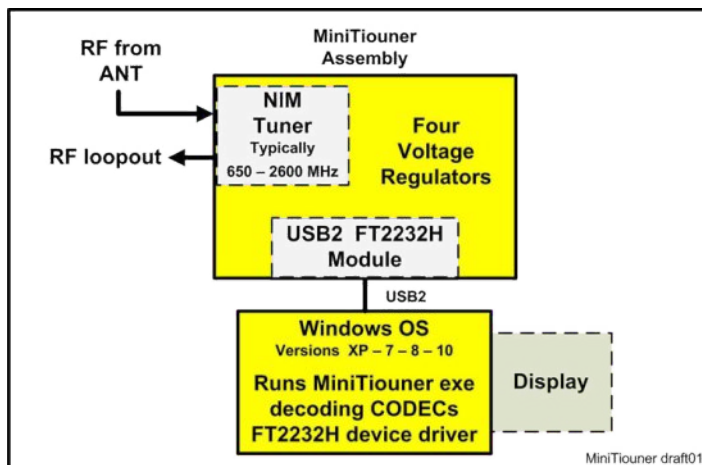 MiniTiouner
Assembly
RF from
ANT
RF loopout
NIM
Tuner
Typically
650 – 2600 MHz
Four
Voltage
Regulators
USB2 FT2232H
Module
USB2
Windows OS
Versions XP – 7 – 8 – 10
Runs MiniTiouner exe
decoding CODECs
FT2232H device driver
Display
MiniTiouner draft01